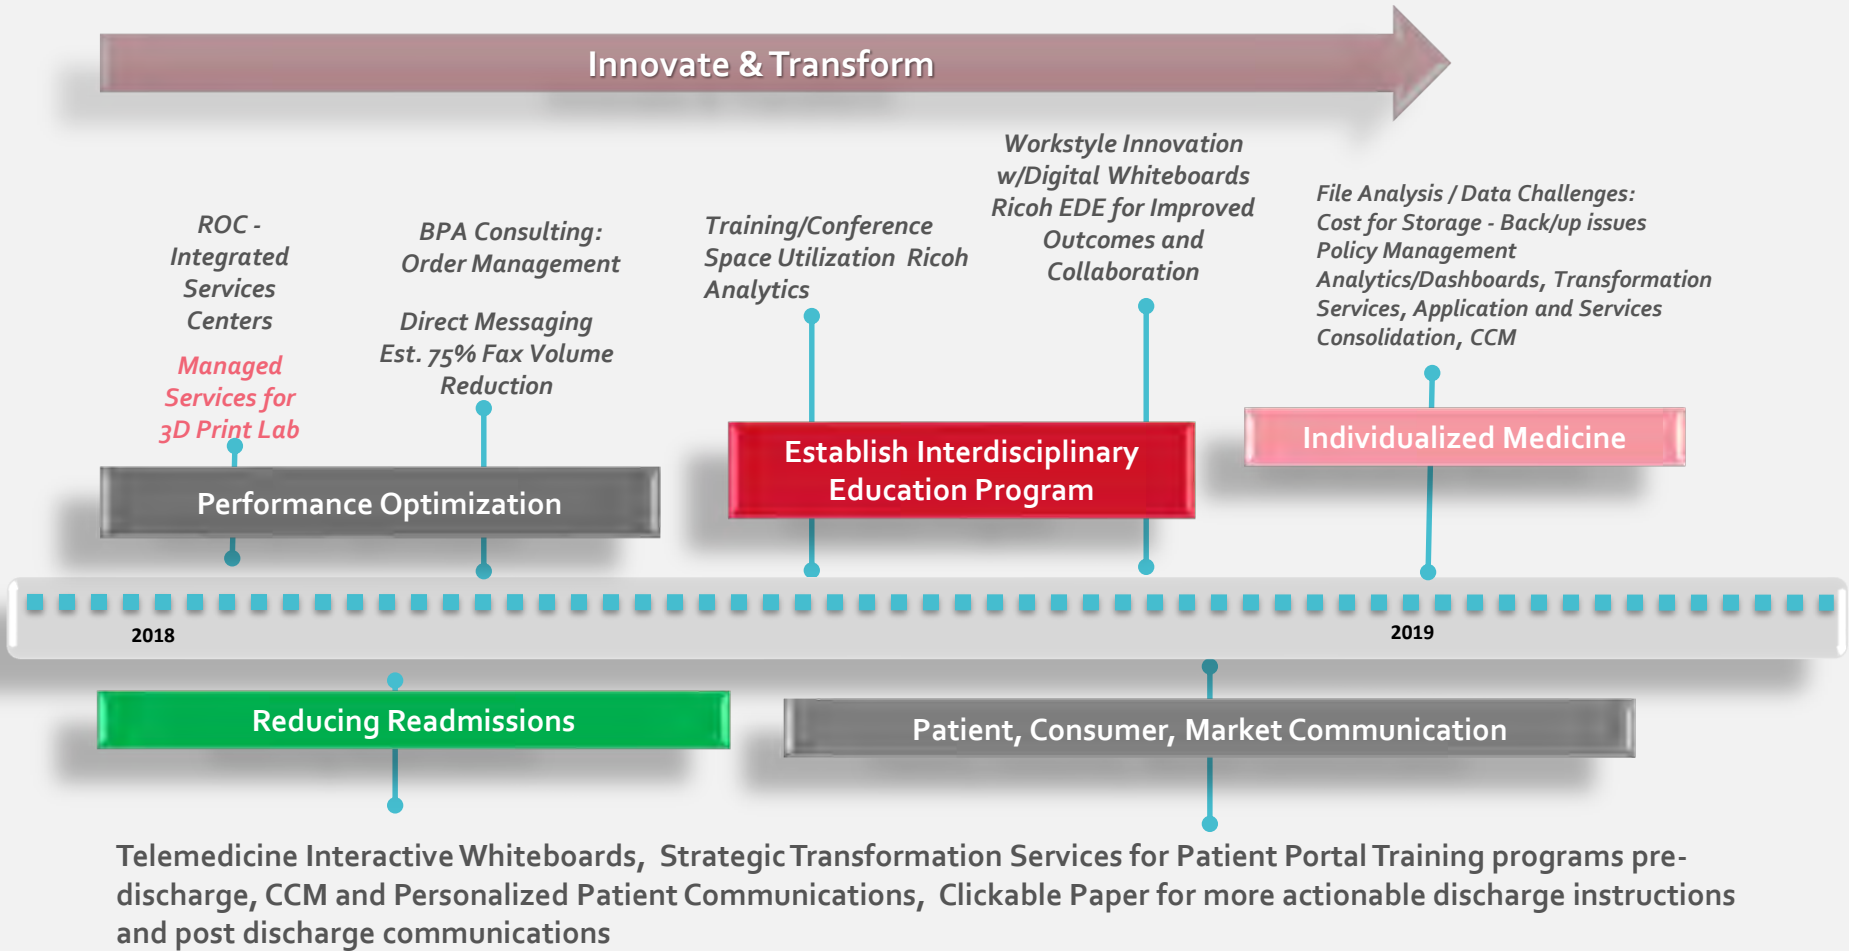 Innovate & Transform
ROC -
Integrated
Services
Centers
Managed
Services for
3D Print Lab
BPA Consulting:
Order Management
Direct Messaging
Est. 75% Fax Volume
Reduction
Training/Conference
Space Utilization Ricoh
Analytics
Workstyle Innovation
w/Digital Whiteboards
Ricoh EDE for Improved
Outcomes and
Collaboration
File Analysis / Data Challenges:
Cost for Storage - Back/up issues
Policy Management
Analytics/Dashboards, Transformation
Services, Application and Services
Consolidation, CCM
Performance Optimization
Establish Interdisciplinary
Education Program
Individualized Medicine
2018
2019
Reducing Readmissions
Patient, Consumer, Market Communication
Telemedicine Interactive Whiteboards, Strategic Transformation Services for Patient Portal Training programs pre-
discharge, CCM and Personalized Patient Communications, Clickable Paper for more actionable discharge instructions
and post discharge communications